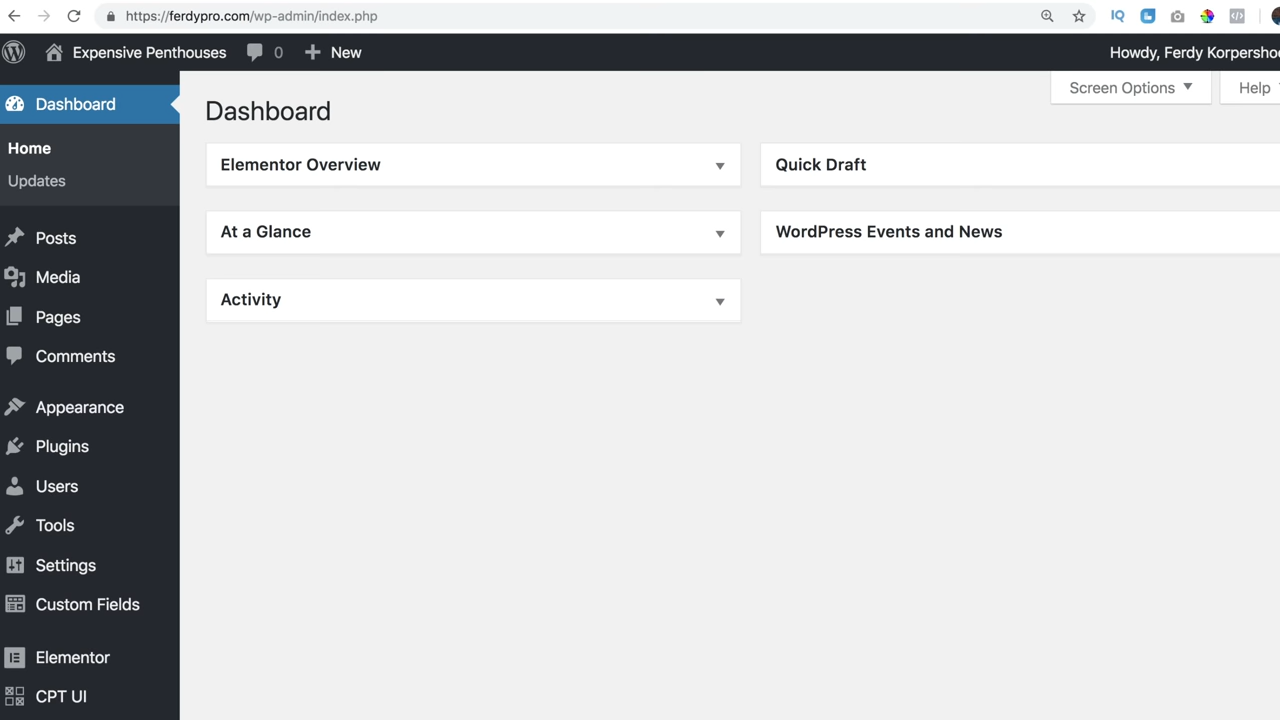 https://ferdypro.com/wp-admin/index.php
IQ
Expensive Penthouses
0
New
Howdy, Ferdy Korpersho
Dashboard
Home
Updates
Posts
Media
Pages
Comments
Appearance
Plugins
Users
Tools
Settings
Custom Fields
Elementor
CPT UI
Screen Options
Help
Dashboard
Elementor Overview
Quick Draft
At a Glance
WordPress Events and News
Activity